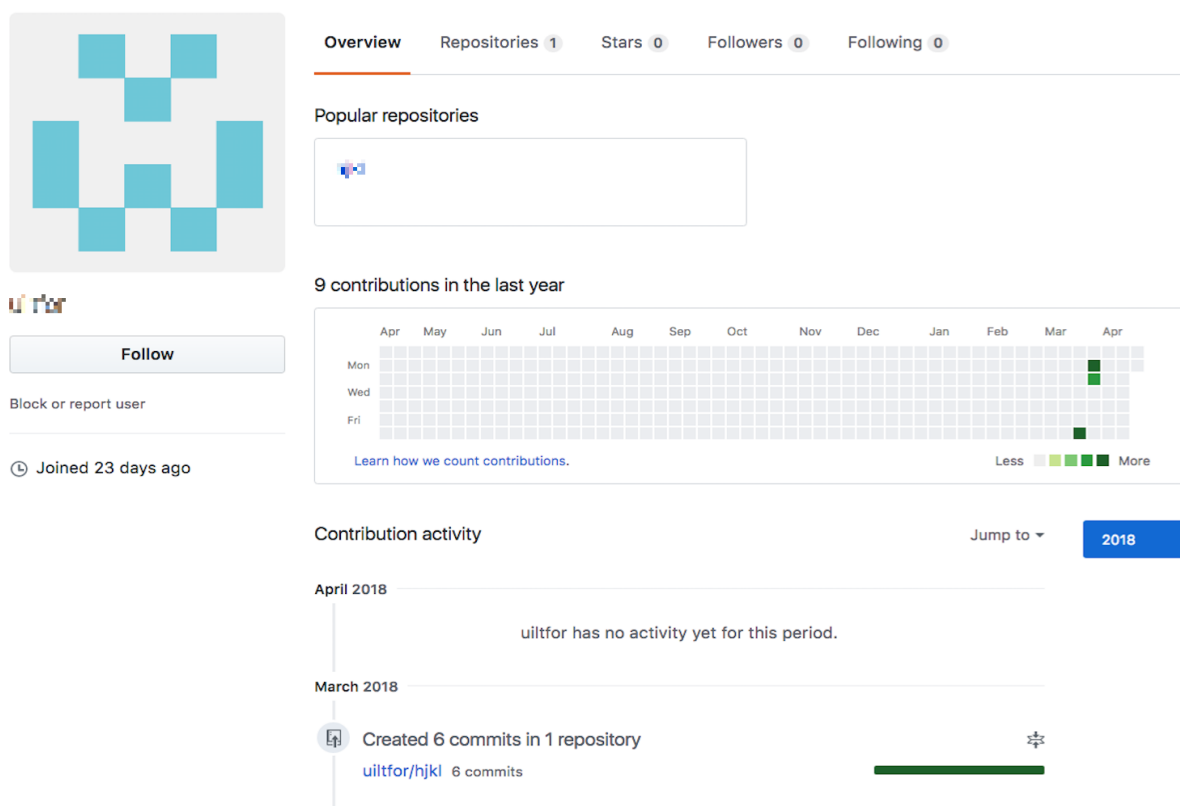 Overview Repositories 1 Stars 0 Followers 0 Following 0
Popular repositories
Follow
Block or report user
Joined 23 days ago
9 contributions in the last year
Apr May Jun Jul Aug Sep Oct Nov Dec Jan Feb Mar Apr
Mon
Wed
Fri
Learn how we count contributions.
Less More
Contribution activity
Jump to
2018
April 2018
uiltfor has no activity yet for this period.
March 2018
Created 6 commits in 1 repository
uiltfor/hjkl 6 commits